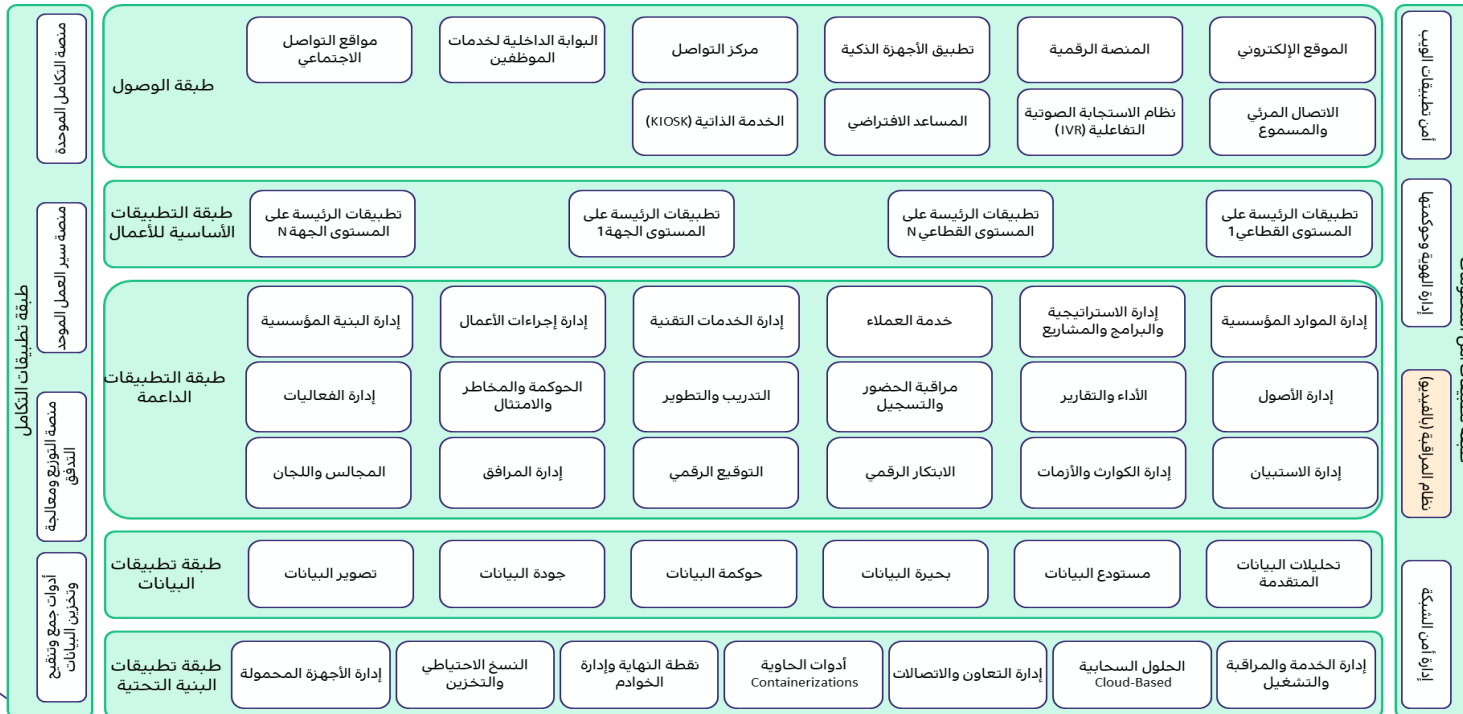 أمن تطبيقات الويب
إدارة الهوية وحوكمتها
نظام المراقبة (بالفيديو)
إدارة أمن الشبكة
طبقة الوصول
الموقع الإلكتروني
المنصة الرقمية
تطبيق الأجهزة الذكية
مركز التواصل
البوابة الداخلية لخدمات
الموظفين
مواقع التواصل
الاجتماعي
الاتصال المرئي
والمسموع
نظام الاستجابة الصوتية
التفاعلية (IVR)
المساعد الافتراضي
الخدمة الذاتية (KIOSK)
طبقة التطبيقات
الأساسية للأعمال
تطبيقات الرئيسة على
المستوى القطاعي1
تطبيقات الرئيسة على
المستوى القطاعي N
تطبيقات الرئيسة على
المستوى الجهة1
تطبيقات الرئيسة على
المستوى الجهة N
طبقة التطبيقات
الداعمة
إدارة الموارد المؤسسية
إدارة الاستراتيجية
والبرامج والمشاريع
خدمة العملاء
إدارة الخدمات التقنية
إدارة إجراءات الأعمال
إدارة البنية المؤسسية
إدارة الأصول
الأداء والتقارير
مراقبة الحضور
والتسجيل
التدريب والتطوير
الحوكمة والمخاطر
والامتثال
إدارة الفعاليات
إدارة الاستبيان
إدارة الكوارث والأزمات
الابتكار الرقمي
التوقيع الرقمي
إدارة المرافق
المجالس واللجان
طبقة تطبيقات
البيانات
تحليلات البيانات
المتقدمة
مستودع البيانات
بحيرة البيانات
حوكمة البيانات
جودة البيانات
تصوير البيانات
طبقة تطبيقات
البنية التحتية
إدارة الخدمة والمراقبة
والتشغيل
الحلول السحابية
Cloud-Based
إدارة التعاون والاتصالات
أدوات الحاوية
Containerizations
نقطة النهاية وإدارة
الخوادم
النسخ الاحتياطي
والتخزين
إدارة الأجهزة المحمولة
طبقة تطبيقات التكامل
منصة التكامل الموحدة
منصة سير العمل الموحد
منصة التوزيع ومعالجة
التدفق
أدوات جمع وتنقيح
وتخزين البيانات